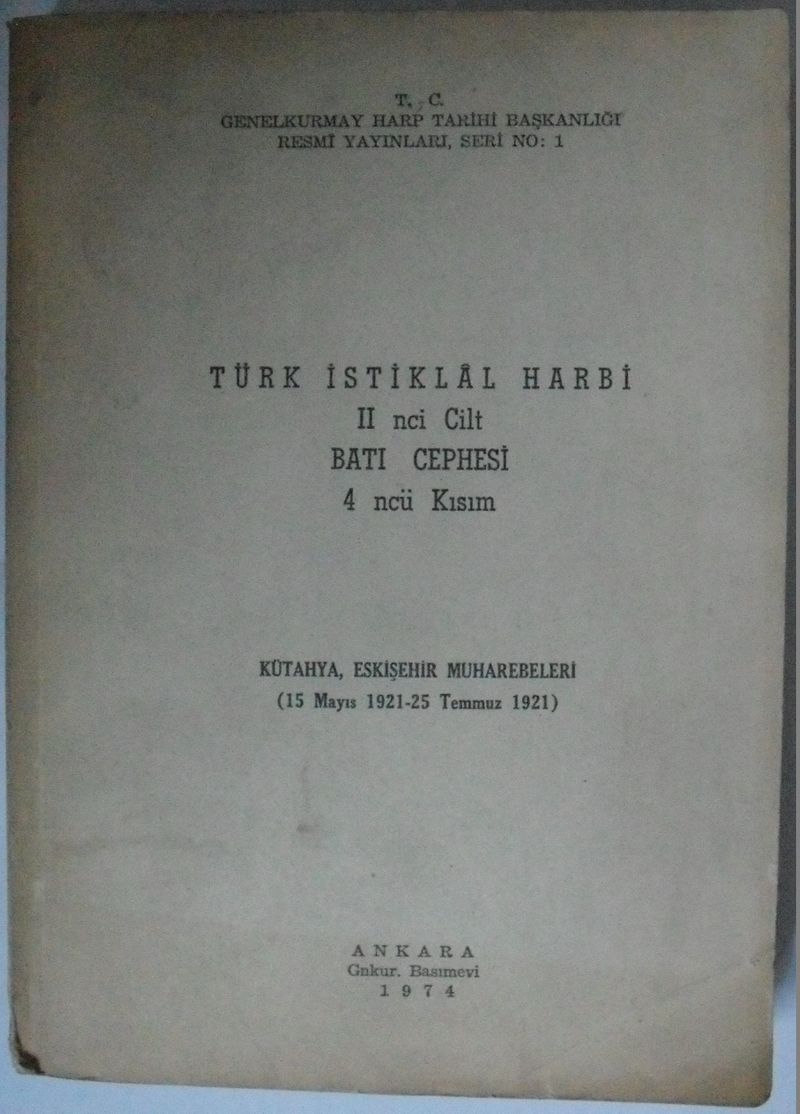 T. C.
GENELKURMAY HARP TARİHİ BAŞKANLIĞI
RESMÎ YAYINLARI, SERİ NO: 1
TÜRK İSTİKLÂL HARBİ
II nci Cilt
BATI CEPHESİ
4 ncü Kısım
KÜTAHYA, ESKİŞEHİR MUHAREBELERİ
(15 Mayıs 1921-25 Temmuz 1921)
ANKARA
Gnkur. Basımevi
1974